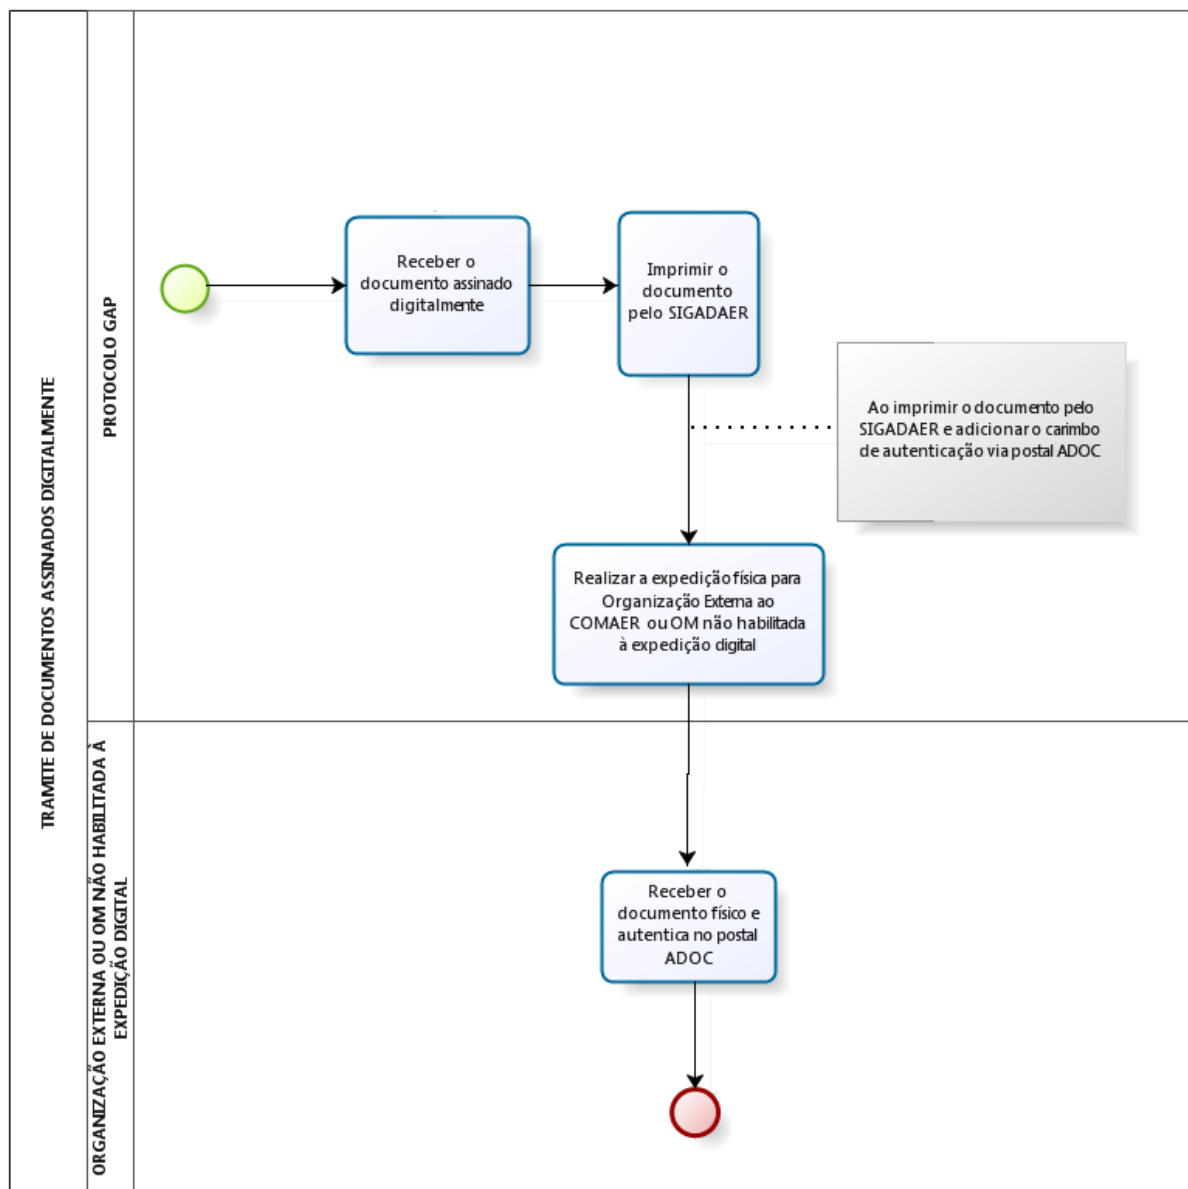 TRAMITE DE DOCUMENTOS ASSINADOS DIGITALMENTE
PROTOCOLO GAP
Receber o
documento assinado
digitalmente
Imprimir o
documento
pelo SIGADAER
Ao imprimir o documento pelo
SIGADAER e adicionar o carimbo
de autenticação via postal ADOC
Realizar a expedição física para
Organização Externa ao
COMAER ou OM não habilitada
à expedição digital
ORGANIZAÇÃO EXTERNA OU OM NÃO HABILITADA À
EXPEDIÇÃO DIGITAL
Receber o
documento físico e
autentica no postal
ADOC